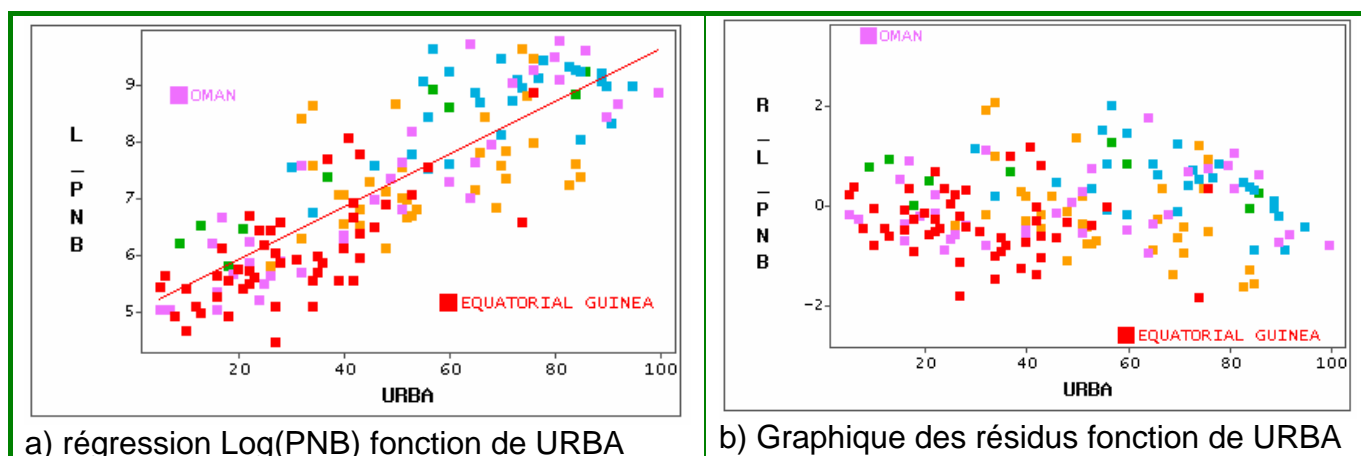 OMAN
L
_
P
N
B
9
8
7
6
5
EQUATORIAL GUINEA
20 40 60 80 100
URBA
a) régression Log(PNB) fonction de URBA
OMAN
R
_
L
_
P
N
B
2
0
-2
EQUATORIAL GUINEA
20 40 60 80 100
URBA
b) Graphique des résidus fonction de URBA